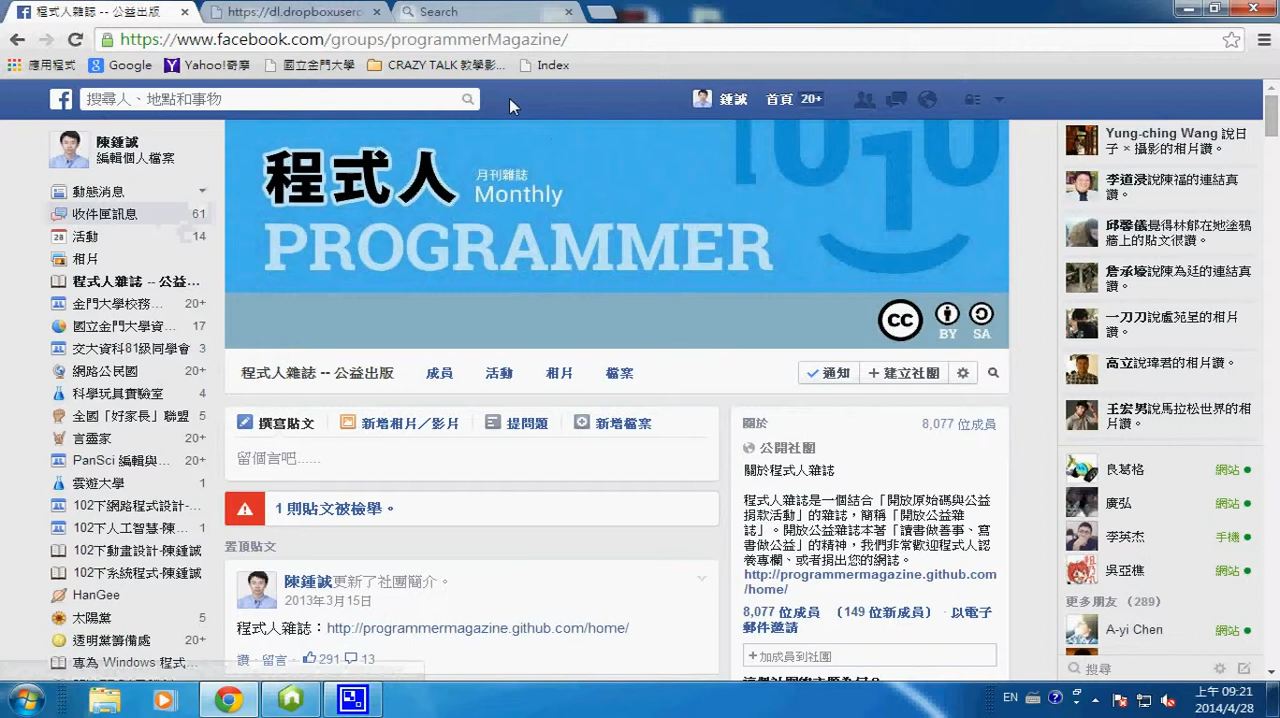 程式人雜誌 -- 公益出版
https://dl.dropboxuserc
Search
https://www.facebook.com/groups/programmerMagazine/
應用程式
Google
Yahoo!奇摩
國立金門大學
CRAZY TALK 教學影...
Index
搜尋人、地點和事物
鍾誠
首頁 20+
陳鍾誠
編輯個人檔案
動態消息
收件匣訊息 61
28 活動 14
相片
程式人雜誌 -- 公益...
金門大學校務... 20+
國立金門大學資... 17
交大資科81級同學會 3
網路公民國 20+
科學玩具實驗室 4
全國「好家長」聯盟 5
言靈家 20+
PanSci 編輯與... 20+
雲遊大學 1
102下網路程式設計-...
102下人工智慧-陳... 1
102下動畫設計-陳鍾誠
102下系統程式-陳鍾誠
HanGee
太陽黨 5
透明黨籌備處 20+
專為 Windows 程式...
1010
程式人
月刊雜誌
Monthly
PROGRAMMER
CC
BY SA
程式人雜誌 -- 公益出版
成員
活動
相片
檔案
通知
+ 建立社團
撰寫貼文
新增相片／影片
提問題
新增檔案
留個言吧......
1 則貼文被檢舉。
置頂貼文
陳鍾誠更新了社團簡介。
2013年3月15日
程式人雜誌：http://programmermagazine.github.com/home/
讚 · 留言 · 291 13
關於
8,077 位成員
公開社團
關於程式人雜誌
程式人雜誌是一個結合「開放原始碼與公益
捐款活動」的雜誌，簡稱「開放公益雜
誌」。開放公益雜誌本著「讀書做善事、寫
書做公益」的精神，我們非常歡迎程式人認
養專欄、或者捐出您的網誌。
http://programmermagazine.github.com
/home/
8,077 位成員 （149 位新成員） · 以電子
郵件邀請
+加成員到社團
這個社團的主題為何？
Yung-ching Wang 說日
子 × 攝影的相片讚。
李道浸說陳福的連結真
讚。
邱馨儀覺得林郁在她塗鴉
牆上的貼文很讚。
詹承壕說陳為廷的連結真
讚。
一刀刀說盧苑呈的相片
讚。
高立說瑋君的相片讚。
王宏男說馬拉松世界的相
片讚。
良葛格 網站
廣弘 網站
李英杰 手機
吳亞樵 網站
更多朋友 （289）
A-yi Chen 網站
搜尋
EN
上午 09:21
2014/4/28